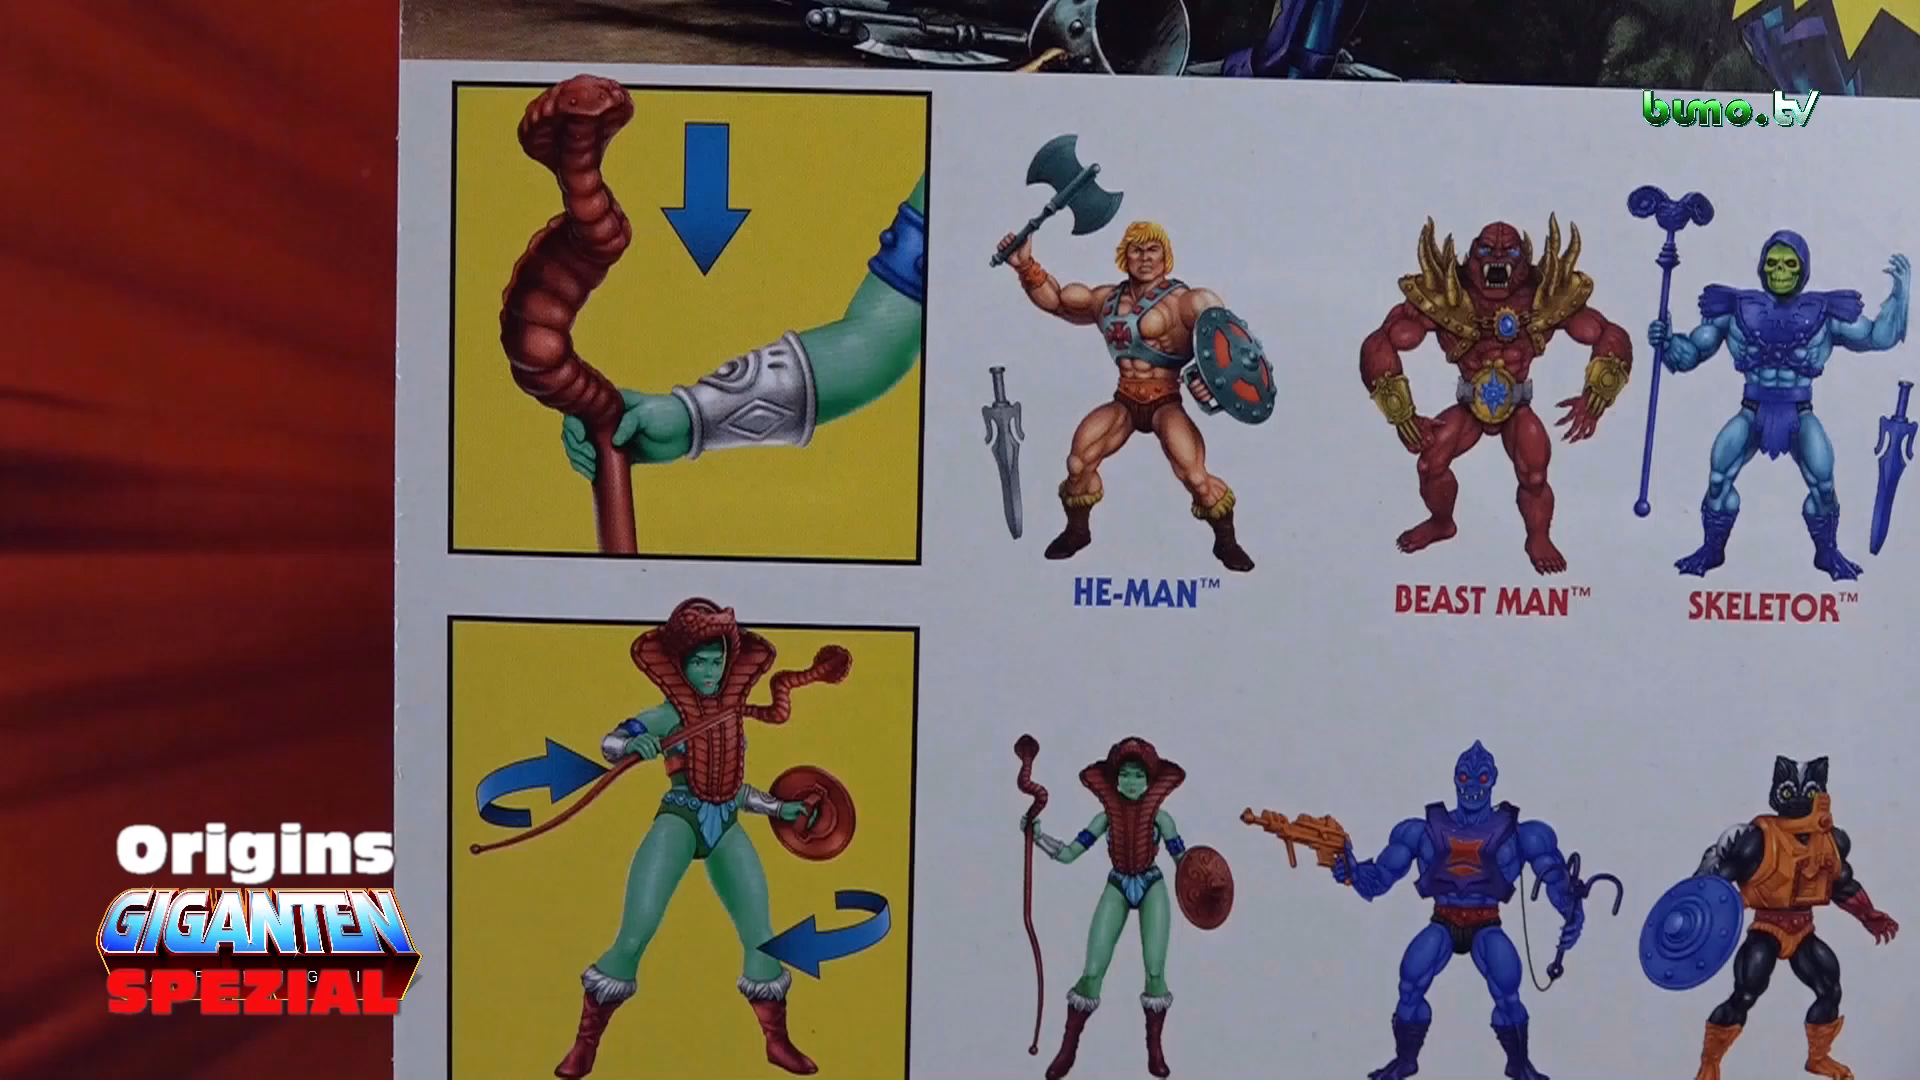 bumo.tv
HE-MAN™
BEAST MAN™
SKELETOR™
Origins
GIGANTEN
SPEZIAL